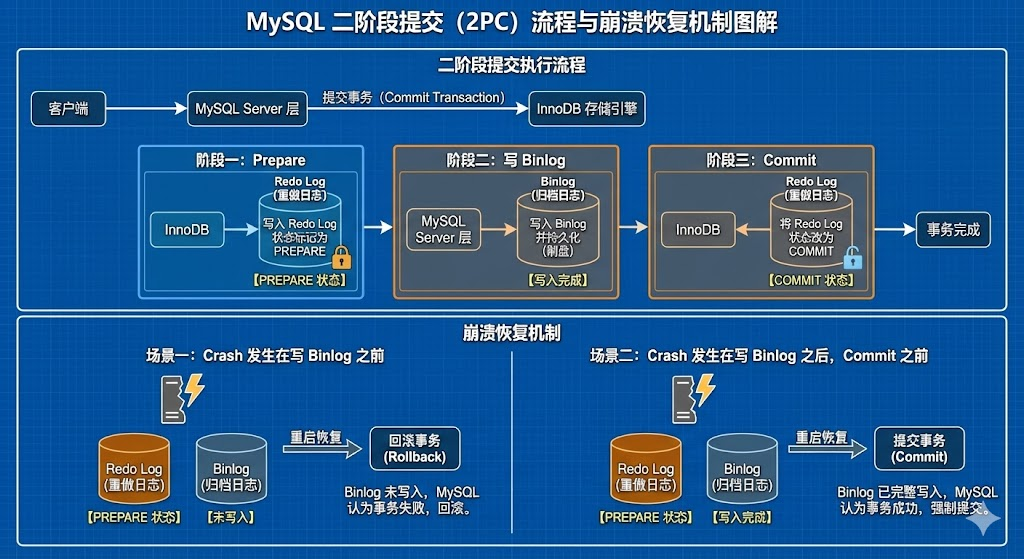 MySQL 二阶段提交（2PC）流程与崩溃恢复机制图解
二阶段提交执行流程
客户端
MySQL Server 层
提交事务（Commit Transaction）
InnoDB 存储引擎
阶段一：Prepare
Redo Log
(重做日志)
InnoDB
写入 Redo Log
状态标记为
PREPARE
【PREPARE 状态】
阶段二：写 Binlog
Binlog
(归档日志)
MySQL
Server 层
写入 Binlog
并持久化
(刷盘)
【写入完成】
阶段三：Commit
Redo Log
(重做日志)
InnoDB
将 Redo Log
状态改为
COMMIT
【COMMIT 状态】
事务完成
崩溃恢复机制
场景一：Crash 发生在写 Binlog 之前
Redo Log
(重做日志)
【PREPARE 状态】
Binlog
(归档日志)
【未写入】
重启恢复
回滚事务
(Rollback)
Binlog 未写入，MySQL
认为事务失败，回滚。
场景二：Crash 发生在写 Binlog 之后，Commit 之前
Redo Log
(重做日志)
【PREPARE 状态】
Binlog
(归档日志)
【写入完成】
重启恢复
提交事务
(Commit)
Binlog 已完整写入，MySQL
认为事务成功，强制提交。